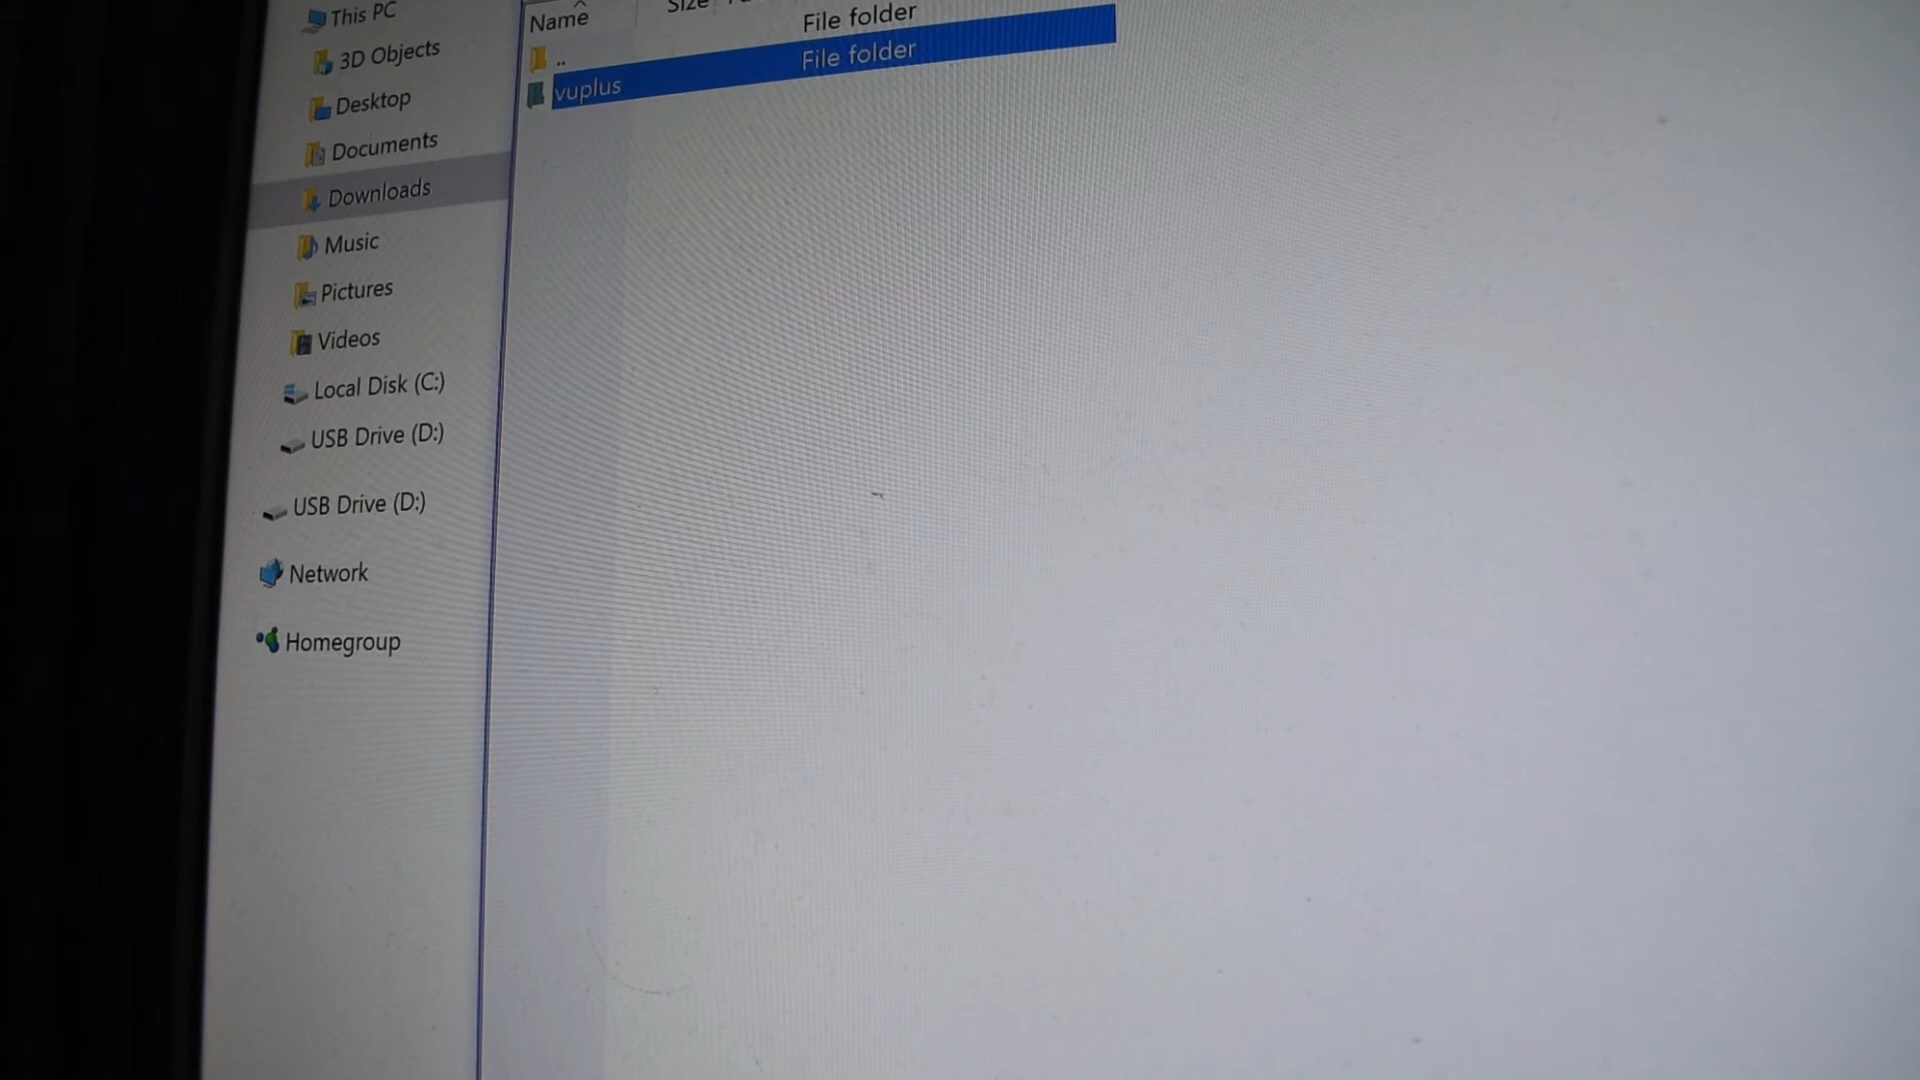 This PC
3D Objects
Desktop
Documents
Downloads
Music
Pictures
Videos
Local Disk (C:)
USB Drive (D:)
USB Drive (D:)
Network
Homegroup
Name Size
.. File folder
vuplus File folder